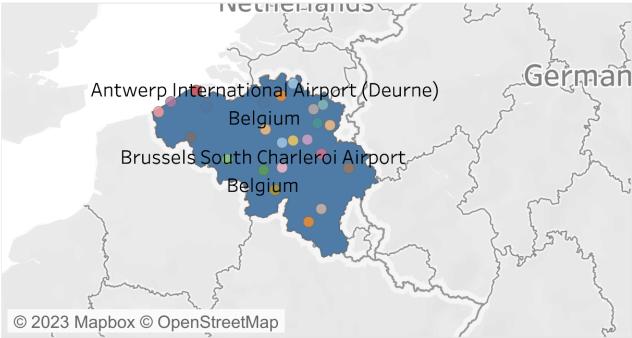 Netherlands
German
Antwerp International Airport (Deurne)
Belgium
Brussels South Charleroi Airport
Belgium
© 2023 Mapbox © OpenStreetMap